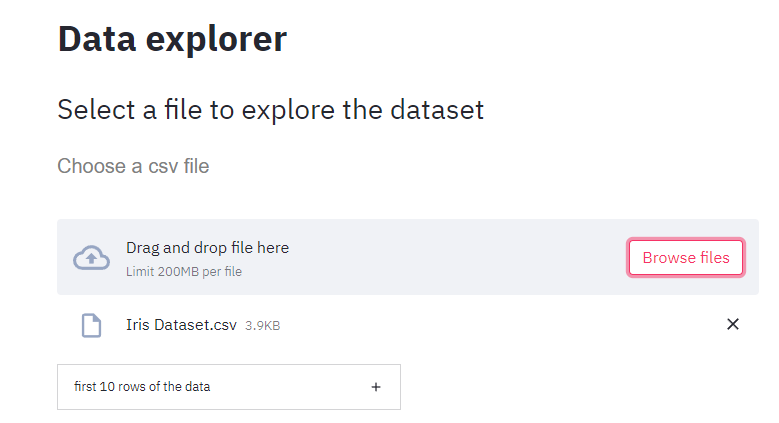 Data explorer
Select a file to explore the dataset
Choose a csv file
Drag and drop file here
Limit 200MB per file
Browse files
Iris Dataset.csv 3.9KB
first 10 rows of the data